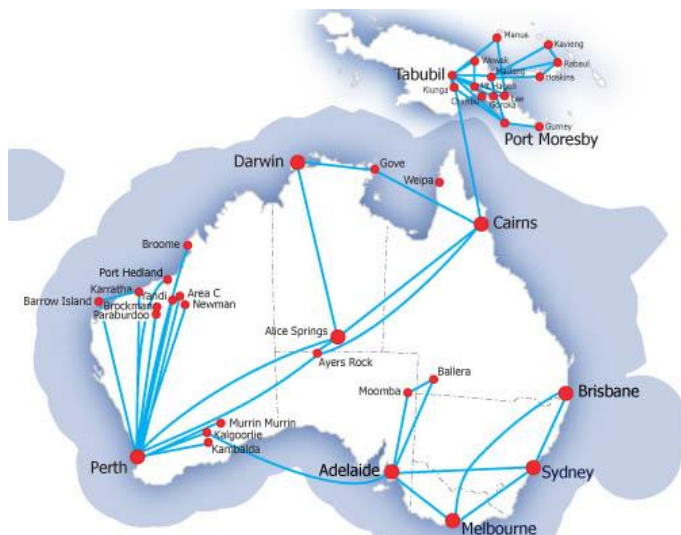 Manus
Kavieng
Wewak
Rabaul
Madang
Tabubil
Hoskins
Kiunga
Mt Hagen
Lae
Goroka
Gurney
Port Moresby
Darwin
Gove
Weipa
Cairns
Broome
Port Hedland
Karratha
Yandi
Area C
Barrow Island
Brockman
Newman
Paraburdoo
Alice Springs
Ayers Rock
Ballera
Moomba
Brisbane
Murrin Murrin
Kalgoorlie
Kambalda
Perth
Adelaide
Sydney
Melbourne